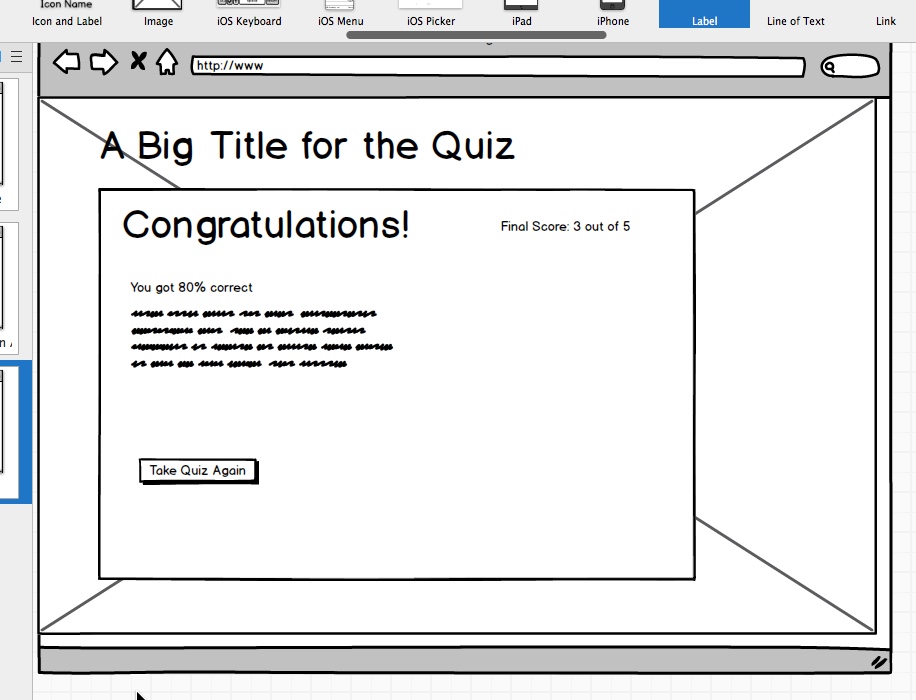 Icon Name
Icon and Label
Image
iOS Keyboard
iOS Menu
iOS Picker
iPad
iPhone
Label
Line of Text
Link
http://www
A Big Title for the Quiz
Congratulations!
Final Score: 3 out of 5
You got 80% correct
Take Quiz Again